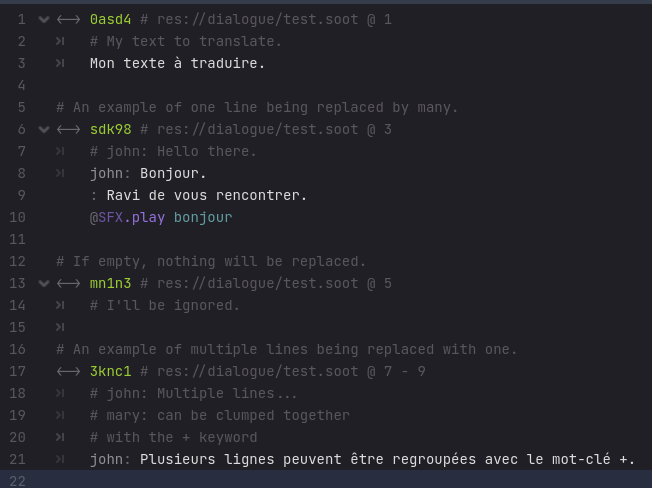 1 <-> 0asd4 # res://dialogue/test.soot @ 1
2 # My text to translate.
3 Mon texte à traduire.
4
5 # An example of one line being replaced by many.
6 <-> sdk98 # res://dialogue/test.soot @ 3
7 # john: Hello there.
8 john: Bonjour.
9 : Ravi de vous rencontrer.
10 @SFX.play bonjour
11
12 # If empty, nothing will be replaced.
13 <-> mn1n3 # res://dialogue/test.soot @ 5
14 # I'll be ignored.
15
16 # An example of multiple lines being replaced with one.
17 <-> 3knc1 # res://dialogue/test.soot @ 7 - 9
18 # john: Multiple lines...
19 # mary: can be clumped together
20 # with the + keyword
21 john: Plusieurs lignes peuvent être regroupées avec le mot-clé +.
22